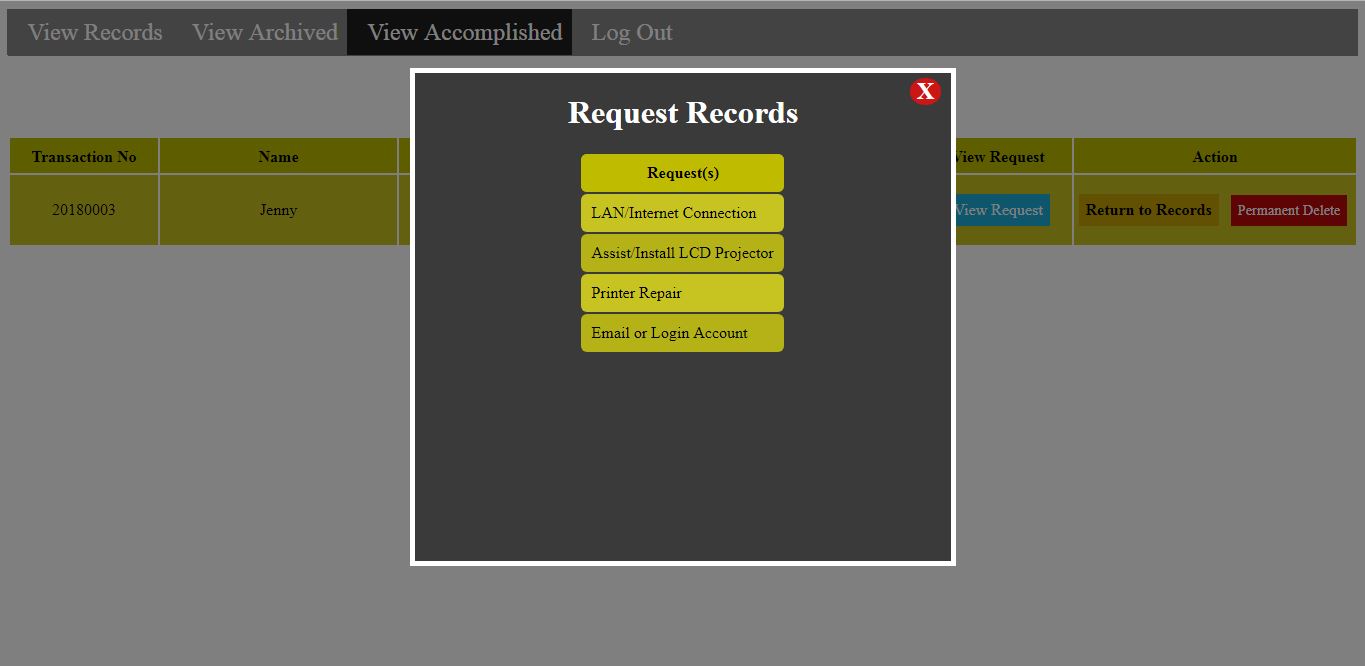 View Records View Archived View Accomplished Log Out
X
Request Records
Transaction No Name View Request Action
20180003 Jenny View Request Return to Records Permanent Delete
Request(s)
LAN/Internet Connection
Assist/Install LCD Projector
Printer Repair
Email or Login Account